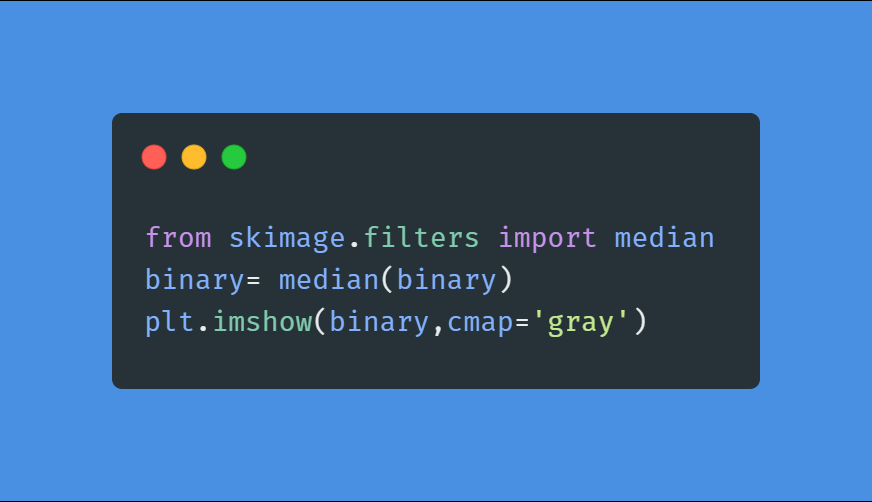 from skimage.filters import median
binary= median(binary)
plt.imshow(binary,cmap='gray')